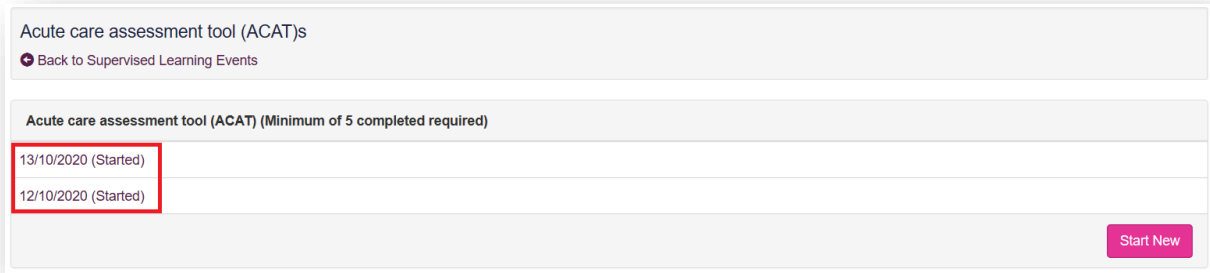 Acute care assessment tool (ACAT)s
Back to Supervised Learning Events
Acute care assessment tool (ACAT) (Minimum of 5 completed required)
13/10/2020 (Started)
12/10/2020 (Started)
Start New